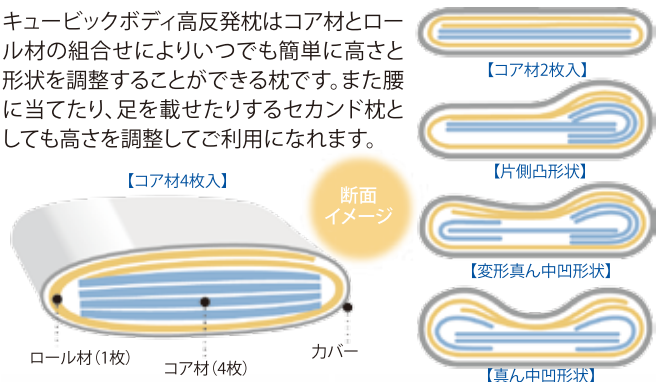 キュービックボディ高反発枕はコア材とロー
ル材の組合せによりいつでも簡単に高さと
形状を調整することができる枕です。また腰
に当てたり、足を載せたりするセカンド枕と
しても高さを調整してご利用になれます。
【コア材4枚入】
断面
イメージ
ロール材（1枚）
コア材（4枚）
カバー
【コア材2枚入】
【片側凸形状】
【変形真ん中凹形状】
【真ん中凹形状】